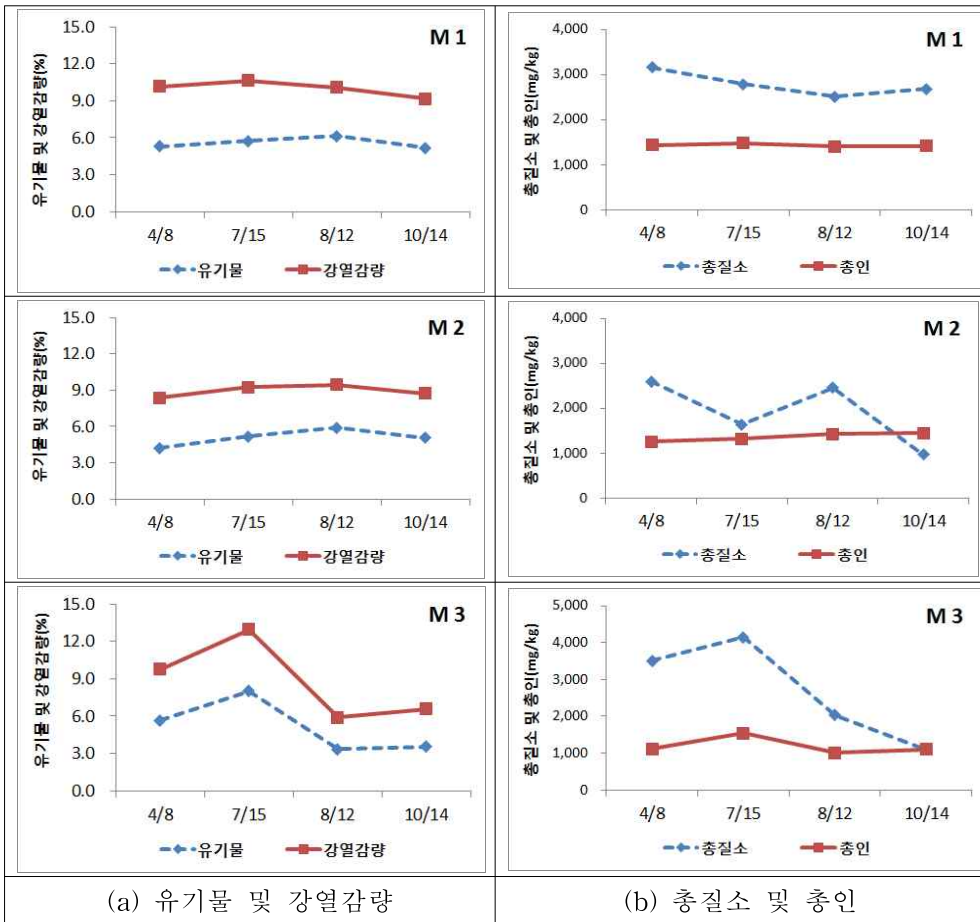 유기물 및 강열감량(%)
15.0
12.0
9.0
6.0
3.0
0.0
M 1
4/8 7/15 8/12 10/14
유기물 강열감량
총질소 및 총인(mg/kg)
4,000
3,000
2,000
1,000
0
M 1
4/8 7/15 8/12 10/14
총질소 총인
유기물 및 강열감량(%)
15.0
12.0
9.0
6.0
3.0
0.0
M 2
4/8 7/15 8/12 10/14
유기물 강열감량
총질소 및 총인(mg/kg)
4,000
3,000
2,000
1,000
0
M 2
4/8 7/15 8/12 10/14
총질소 총인
유기물 및 강열감량(%)
15.0
12.0
9.0
6.0
3.0
0.0
M 3
4/8 7/15 8/12 10/14
유기물 강열감량
총질소 및 총인(mg/kg)
5,000
4,000
3,000
2,000
1,000
0
M 3
4/8 7/15 8/12 10/14
총질소 총인
(a) 유기물 및 강열감량
(b) 총질소 및 총인